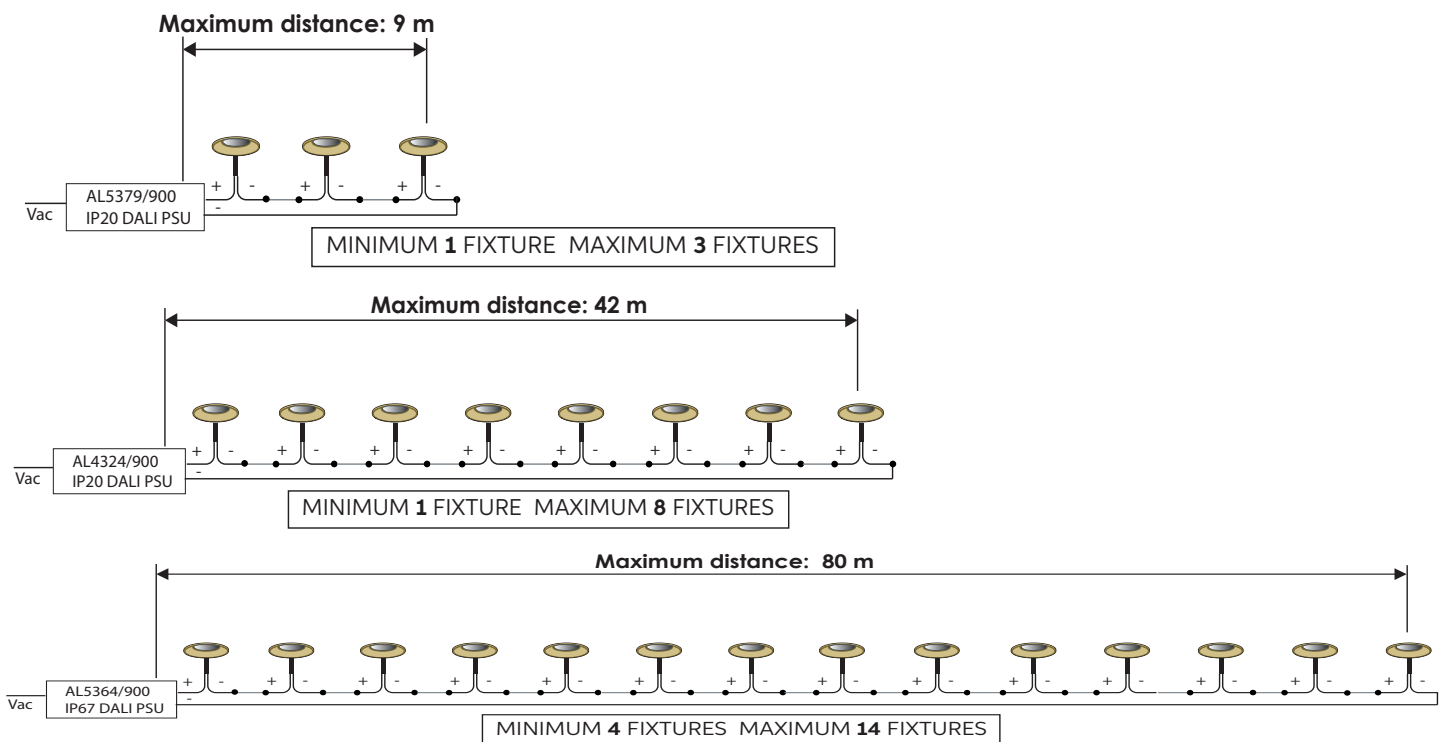 Maximum distance: 9 m
+ - + - + -
AL5379/900
IP20 DALI PSU
Vac
-
MINIMUM 1 FIXTURE MAXIMUM 3 FIXTURES
Maximum distance: 42 m
+ - + - + - + - + - + - + - + -
AL4324/900
IP20 DALI PSU
Vac
-
MINIMUM 1 FIXTURE MAXIMUM 8 FIXTURES
Maximum distance: 80 m
+ - + - + - + - + - + - + - + - + - + - + - + - + - + -
AL5364/900
IP67 DALI PSU
Vac
-
MINIMUM 4 FIXTURES MAXIMUM 14 FIXTURES